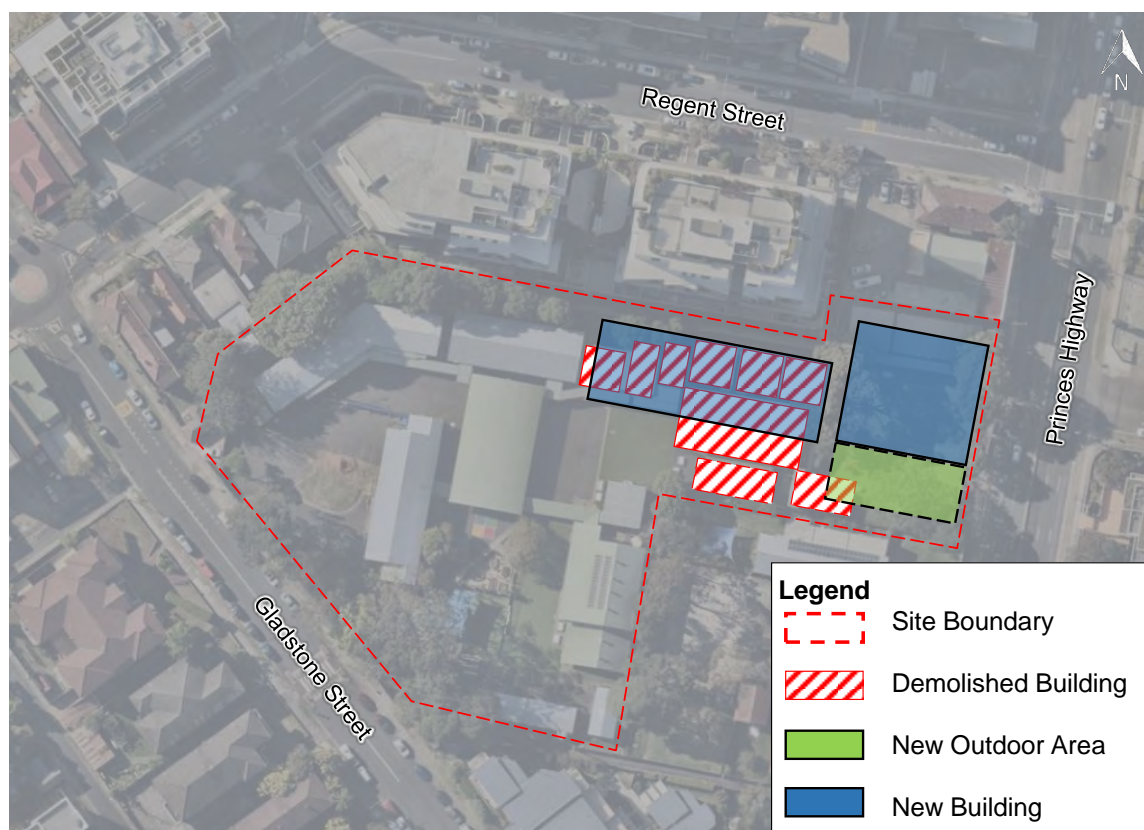 N
Regent Street
Princes Highway
Gladstone Street
Legend
Site Boundary
Demolished Building
New Outdoor Area
New Building